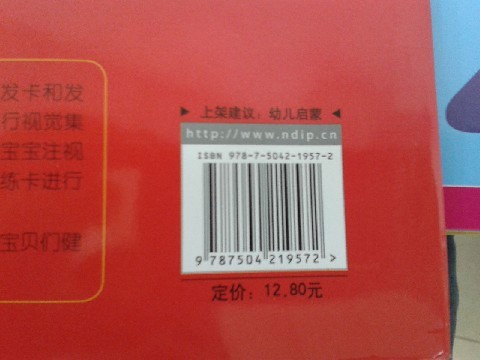 发卡和发
行视觉集
宝宝注视
练卡进行
宝贝们健
▶ 上架建议：幼儿启蒙 ◀
http://www.ndip.cn
ISBN 978-7-5042-1957-2
9 787504 219572 >
定价：12.80元